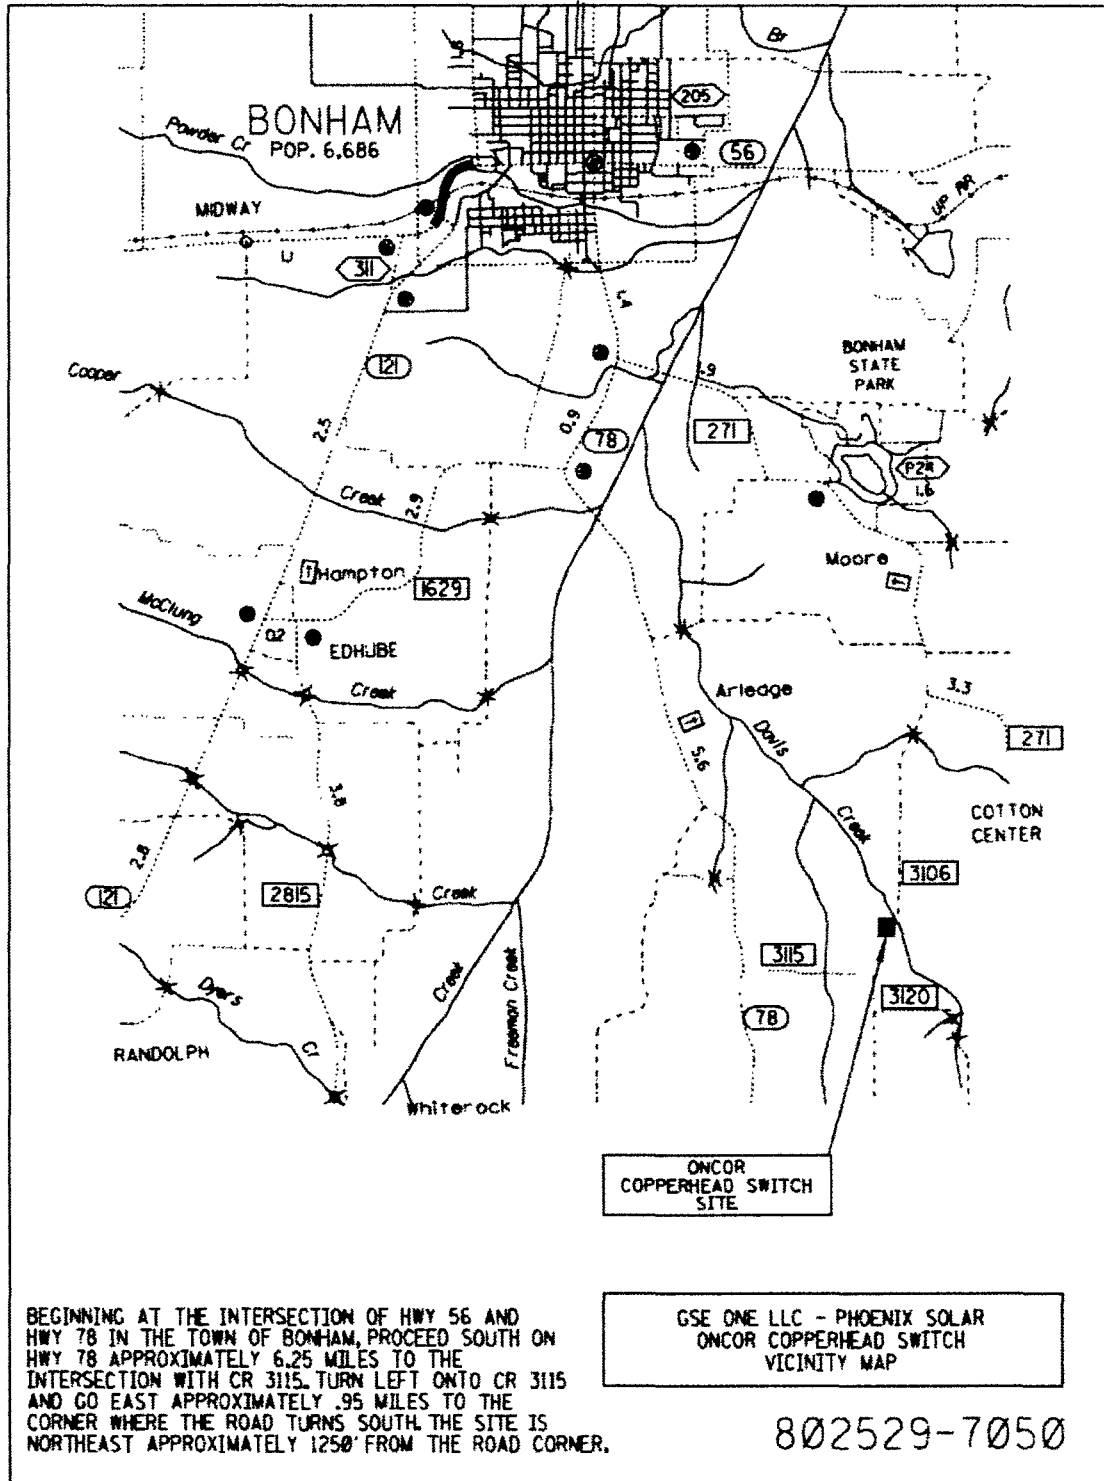 Br
1.6
205
BONHAM
POP. 6,686
Powder Cr
56
MIDWAY
UP RR
311
1.4
BONHAM
STATE
PARK
121
Cooper
.9
2.5
0.9
78
271
P24
1.6
Creek
2.9
Moore
Hampton
1629
McClung
0.2
EDHUBE
Creek
Arledge
3.3
Davis
271
5.6
3.8
Creek
COTTON
CENTER
2.8
3106
121
2815
Creek
3115
Creek
Freeman Creek
Dyers
3120
78
RANDOLPH
Cr
Whiterock
ONCOR
COPPERHEAD SWITCH
SITE
BEGINNING AT THE INTERSECTION OF HWY 56 AND
HWY 78 IN THE TOWN OF BONHAM, PROCEED SOUTH ON
HWY 78 APPROXIMATELY 6.25 MILES TO THE
INTERSECTION WITH CR 3115. TURN LEFT ONTO CR 3115
AND GO EAST APPROXIMATELY .95 MILES TO THE
CORNER WHERE THE ROAD TURNS SOUTH. THE SITE IS
NORTHEAST APPROXIMATELY 1250' FROM THE ROAD CORNER.
GSE ONE LLC - PHOENIX SOLAR
ONCOR COPPERHEAD SWITCH
VICINITY MAP
802529-7050